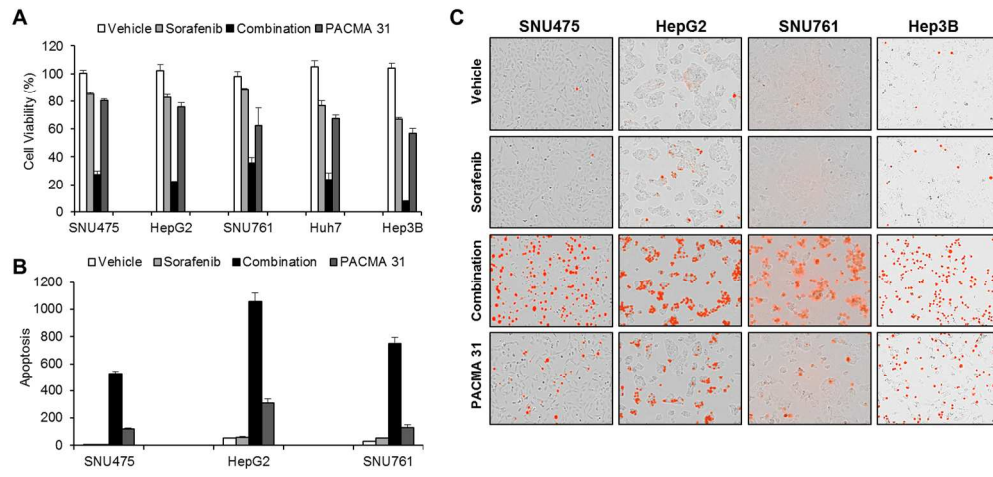 A
Vehicle Sorafenib Combination PACMA 31
Cell Viability (%)
120
100
80
60
40
20
0
SNU475 HepG2 SNU761 Huh7 Hep3B
B
Vehicle Sorafenib Combination PACMA 31
Apoptosis
1200
1000
800
600
400
200
0
SNU475 HepG2 SNU761
C
SNU475 HepG2 SNU761 Hep3B
Vehicle
Sorafenib
Combination
PACMA 31